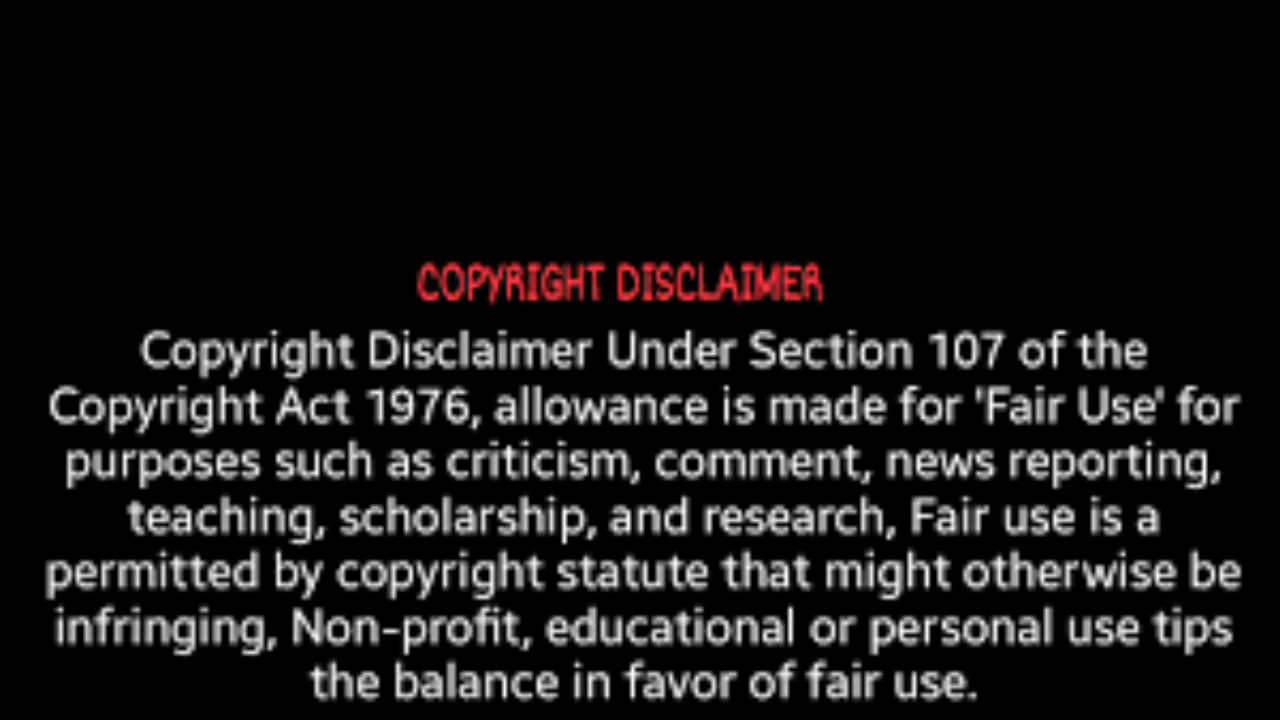 COPYRIGHT DISCLAIMER
Copyright Disclaimer Under Section 107 of the
Copyright Act 1976, allowance is made for 'Fair Use' for
purposes such as criticism, comment, news reporting,
teaching, scholarship, and research, Fair use is a
permitted by copyright statute that might otherwise be
infringing, Non-profit, educational or personal use tips
the balance in favor of fair use.